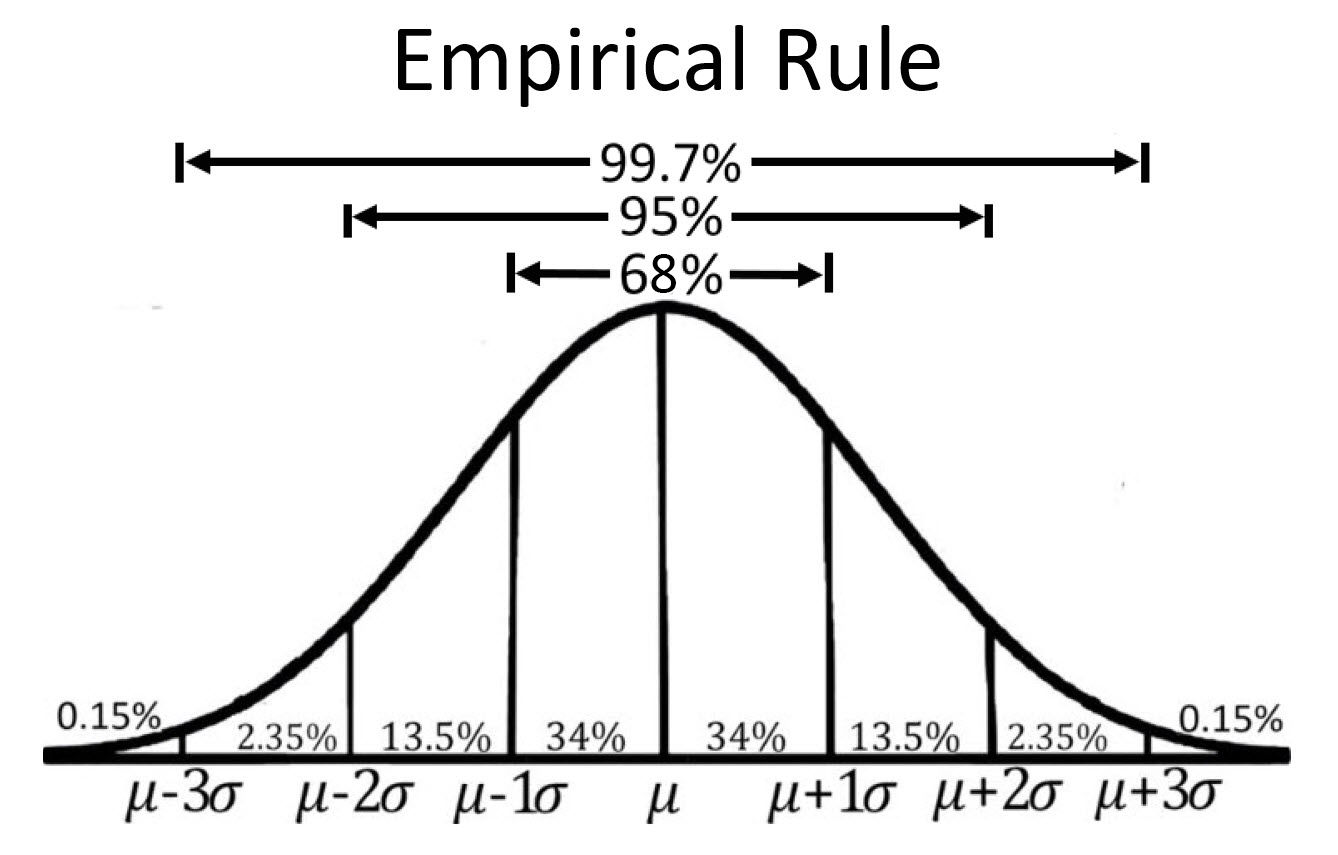 Empirical Rule
99.7%
95%
68%
0.15% 2.35% 13.5% 34% 34% 13.5% 2.35% 0.15%
μ-3σ μ-2σ μ-1σ μ μ+1σ μ+2σ μ+3σ